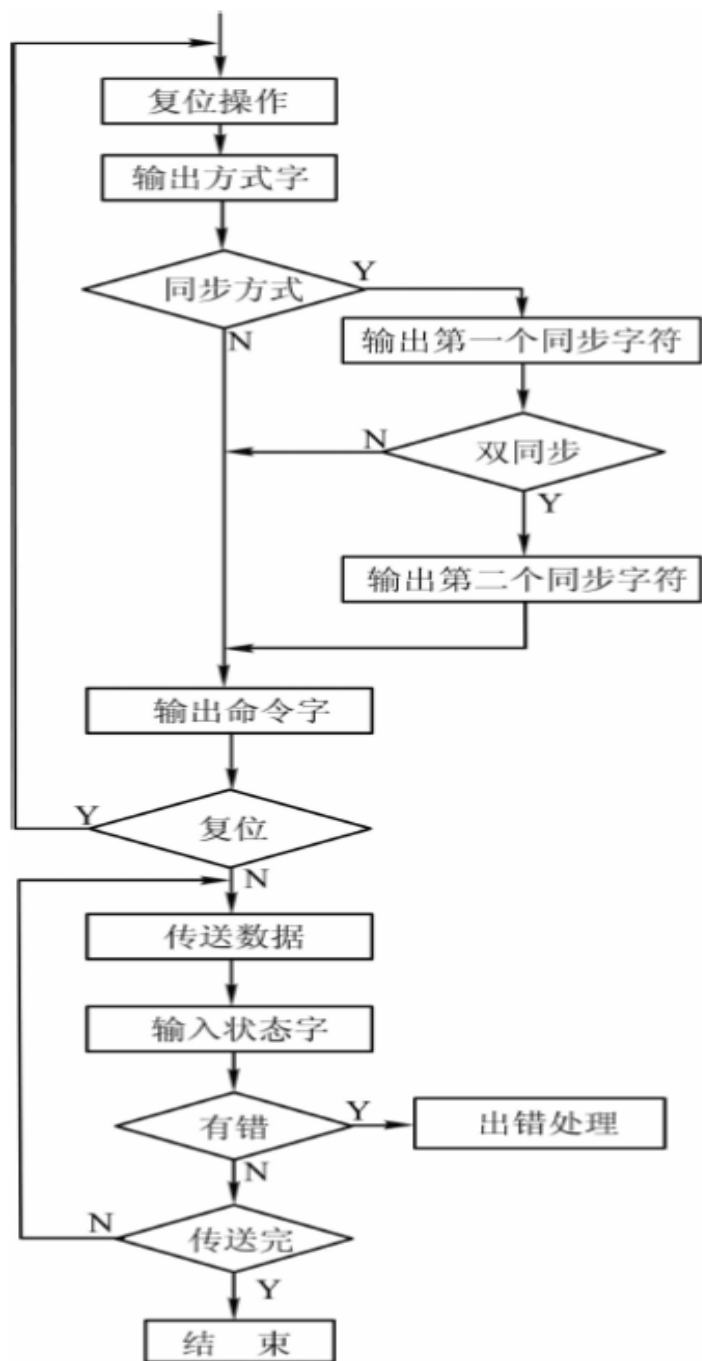 复位操作
输出方式字
同步方式
Y
N
输出第一个同步字符
双同步
N
Y
输出第二个同步字符
输出命令字
复位
Y
N
传送数据
输入状态字
有错
Y
出错处理
N
传送完
N
Y
结 束